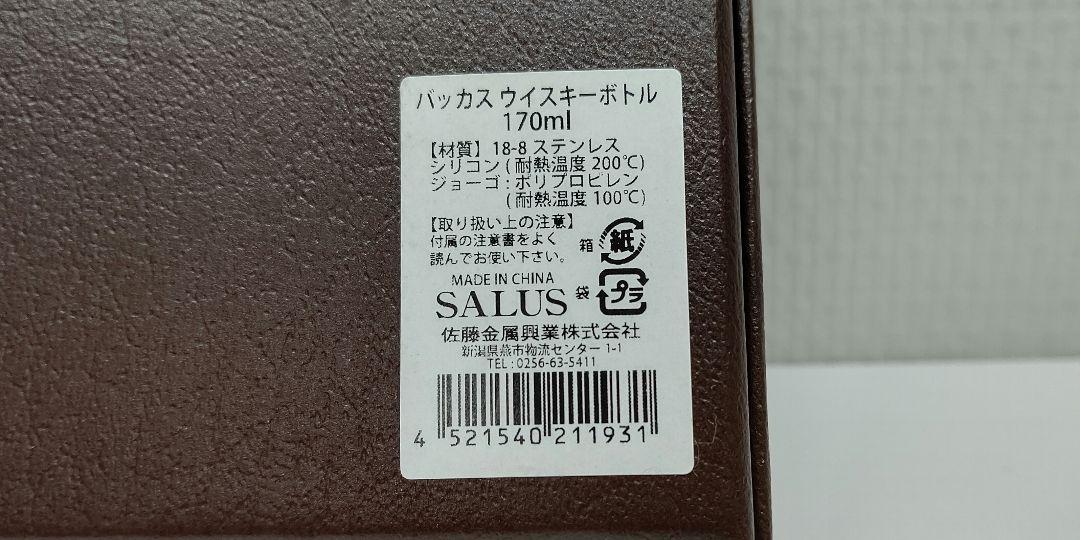 バッカス ウイスキーボトル
170ml
【材質】18-8 ステンレス
シリコン ( 耐熱温度 200℃)
ジョーゴ : ポリプロピレン
( 耐熱温度 100℃)
【取り扱い上の注意】
付属の注意書をよく
読んでお使い下さい。
箱 紙
MADE IN CHINA
SALUS
袋 プラ
佐藤金属興業株式会社
新潟県燕市物流センター 1-1
TEL : 0256-63-5411
4 521540 211931